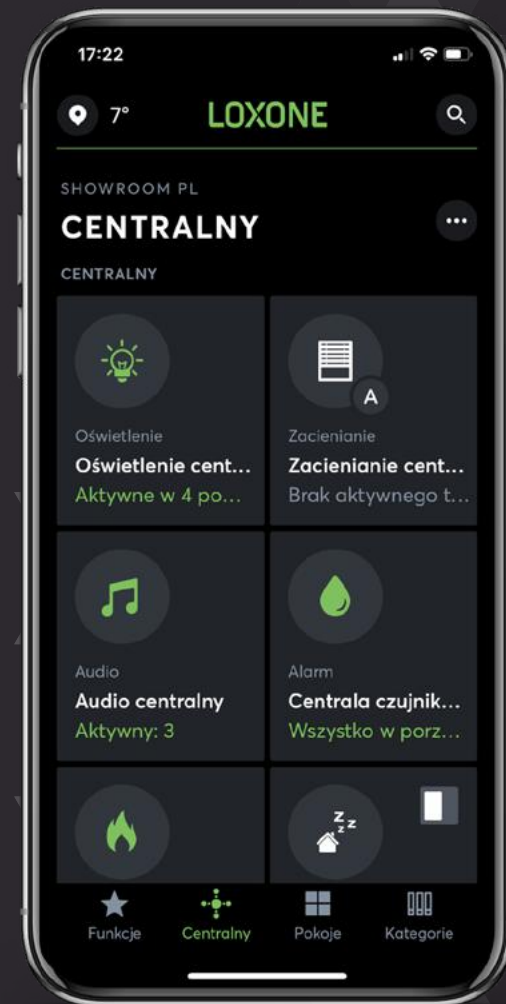 17:22
7°
LOXONE
SHOWROOM PL
CENTRALNY
CENTRALNY
Oświetlenie
Oświetlenie cent...
Aktywne w 4 po...
A
Zacienianie
Zacienianie cent...
Brak aktywnego t...
Audio
Audio centralny
Aktywny: 3
Alarm
Centrala czujnik...
Wszystko w porz...
z z z
Funkcje
Centralny
Pokoje
Kategorie